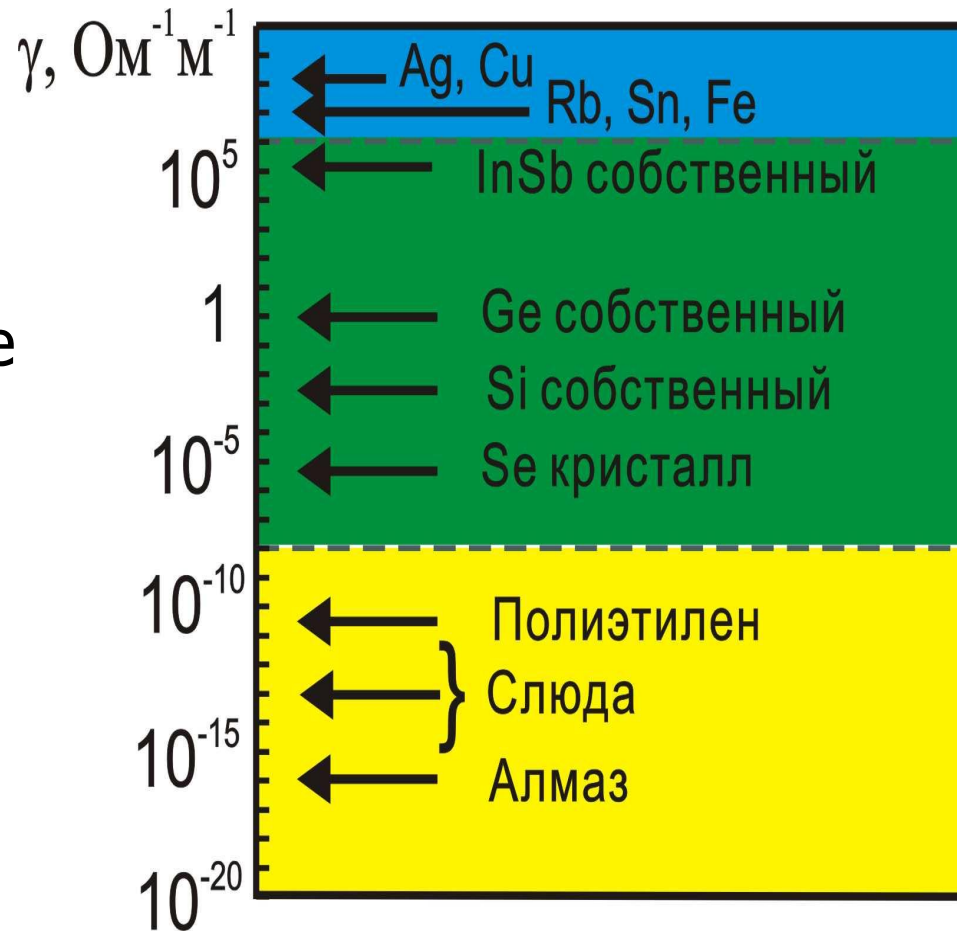 γ, Ом⁻¹м⁻¹
Ag, Cu
Rb, Sn, Fe
10⁵
InSb собственный
1
Ge собственный
е
Si собственный
10⁻⁵
Se кристалл
10⁻¹⁰
Полиэтилен
} Слюда
10⁻¹⁵
Алмаз
10⁻²⁰